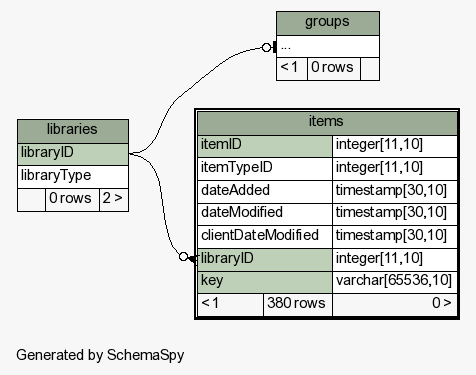 groups
...
< 1 0 rows
libraries
libraryID
libraryType
0 rows 2 >
items
itemID integer[11,10]
itemTypeID integer[11,10]
dateAdded timestamp[30,10]
dateModified timestamp[30,10]
clientDateModified timestamp[30,10]
libraryID integer[11,10]
key varchar[65536,10]
< 1 380 rows 0 >
Generated by SchemaSpy